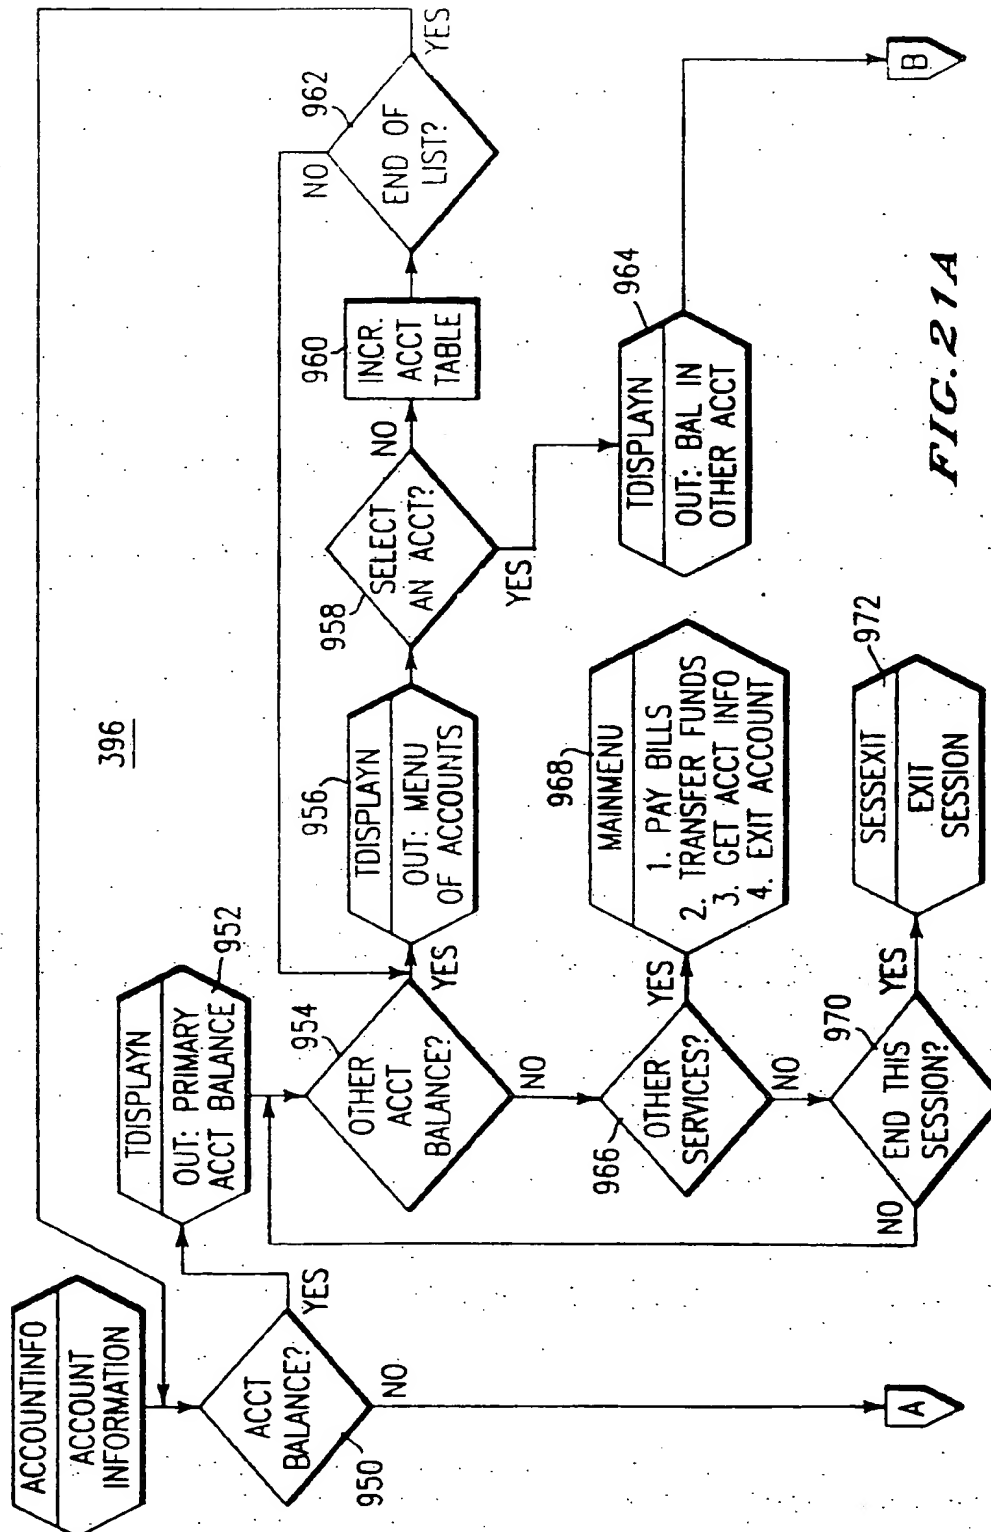 396
ACCOUNTINFO
ACCOUNT
INFORMATION
ACCT
BALANCE?
950
YES
NO
A
TDISPLAYN
OUT: PRIMARY
ACCT BALANCE
952
OTHER
ACCT
BALANCE?
954
YES
NO
TDISPLAYN
OUT: MENU
OF ACCOUNTS
956
SELECT
AN ACCT?
958
NO
YES
INCR.
ACCT
TABLE
960
END OF
LIST?
962
NO
YES
TDISPLAYN
OUT: BAL IN
OTHER ACCT
964
B
OTHER
SERVICES?
966
YES
NO
MAINMENU
1. PAY BILLS
2. TRANSFER FUNDS
3. GET ACCT INFO
4. EXIT ACCOUNT
968
END THIS
SESSION?
970
YES
NO
SESSEXIT
EXIT
SESSION
972
FIG. 21A